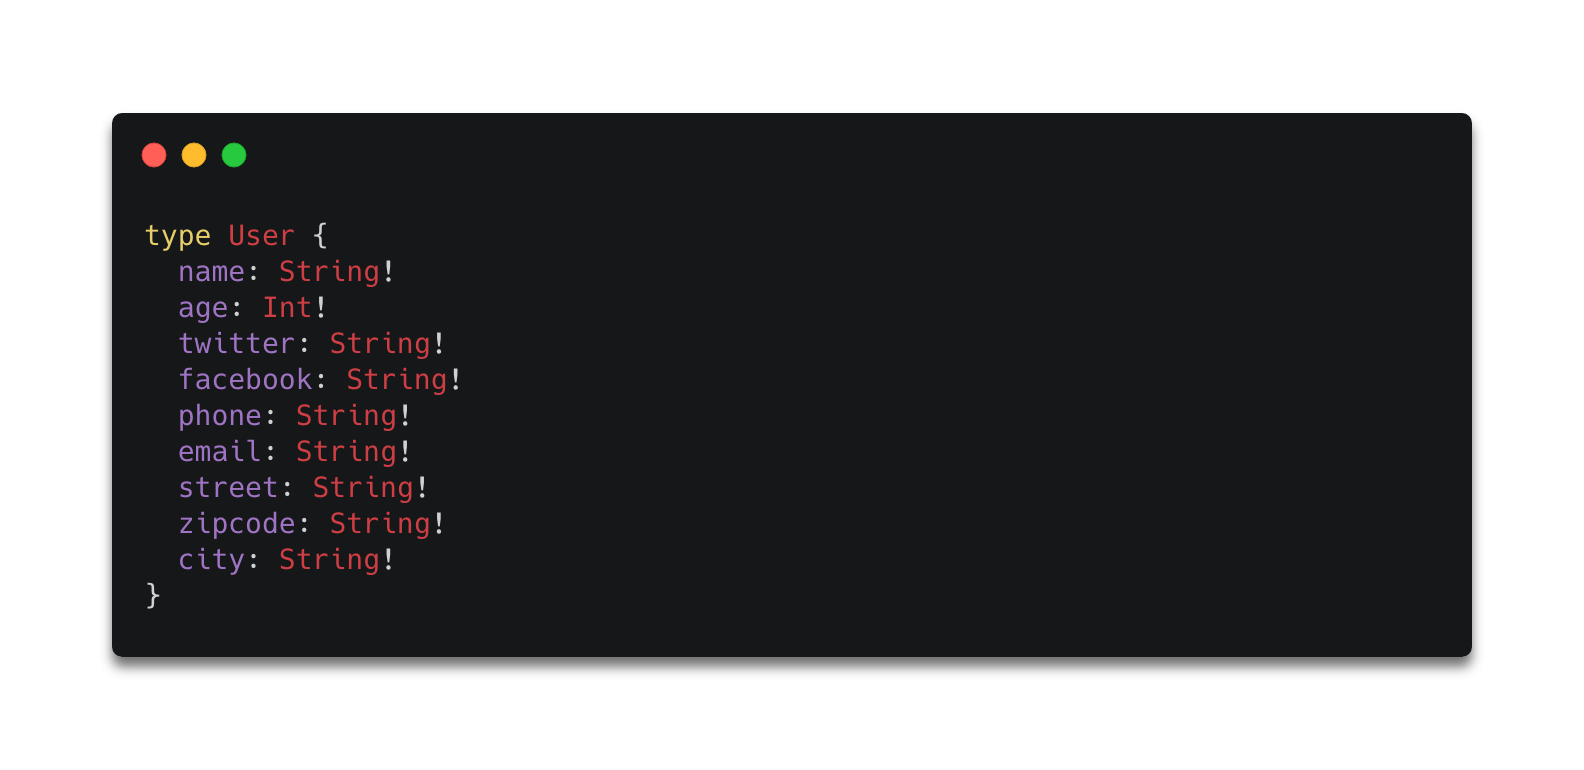 type User {
  name: String!
  age: Int!
  twitter: String!
  facebook: String!
  phone: String!
  email: String!
  street: String!
  zipcode: String!
  city: String!
}